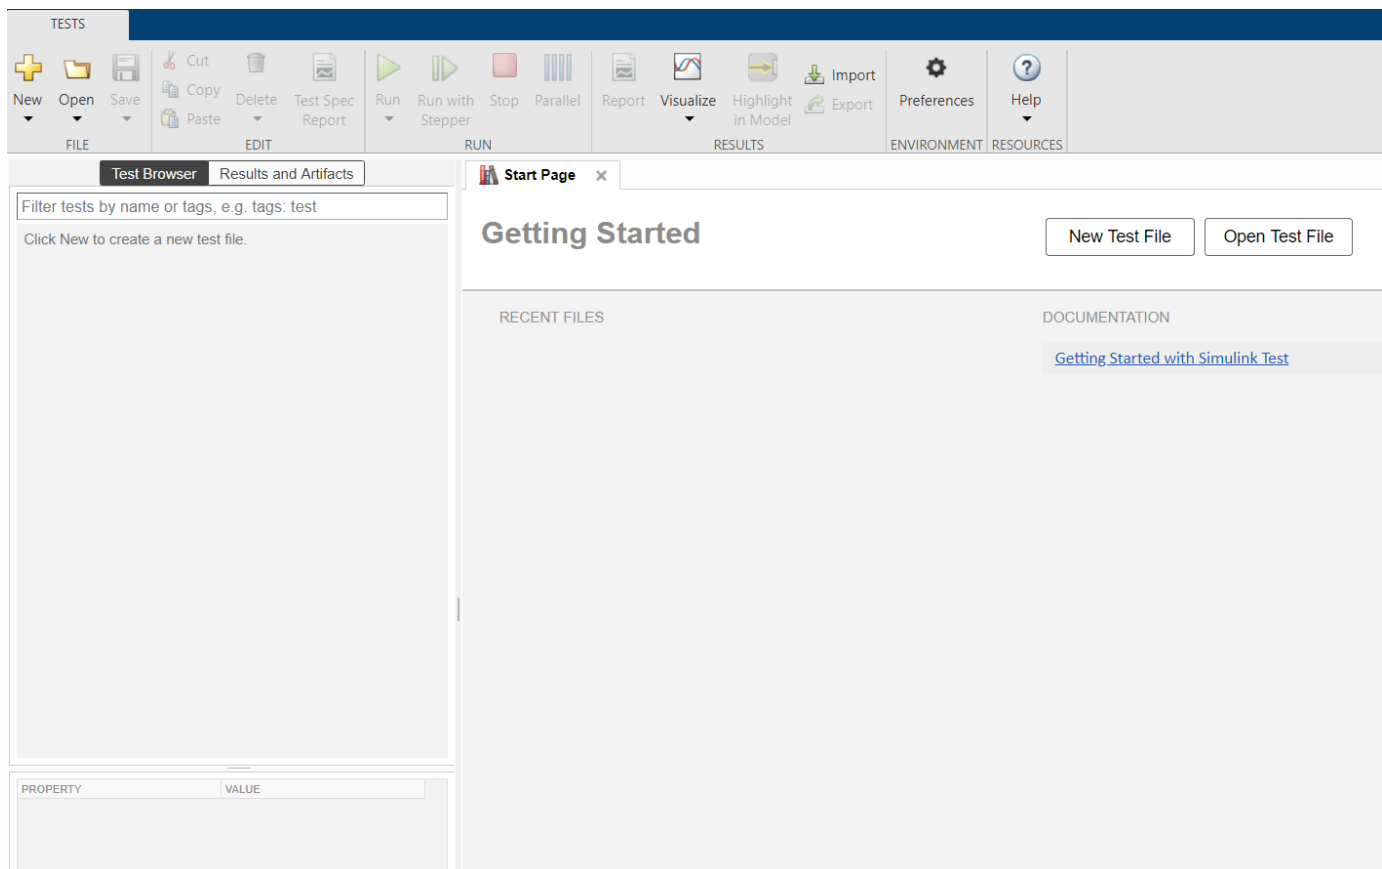 TESTS
New
Open
Save
Cut
Copy
Paste
Delete
Test Spec
Report
Run
Run with
Stepper
Stop
Parallel
Report
Visualize
Highlight
in Model
Import
Export
Preferences
Help
FILE
EDIT
RUN
RESULTS
ENVIRONMENT
RESOURCES
Test Browser
Results and Artifacts
Filter tests by name or tags, e.g. tags: test
Click New to create a new test file.
PROPERTY
VALUE
Start Page
Getting Started
New Test File
Open Test File
RECENT FILES
DOCUMENTATION
Getting Started with Simulink Test